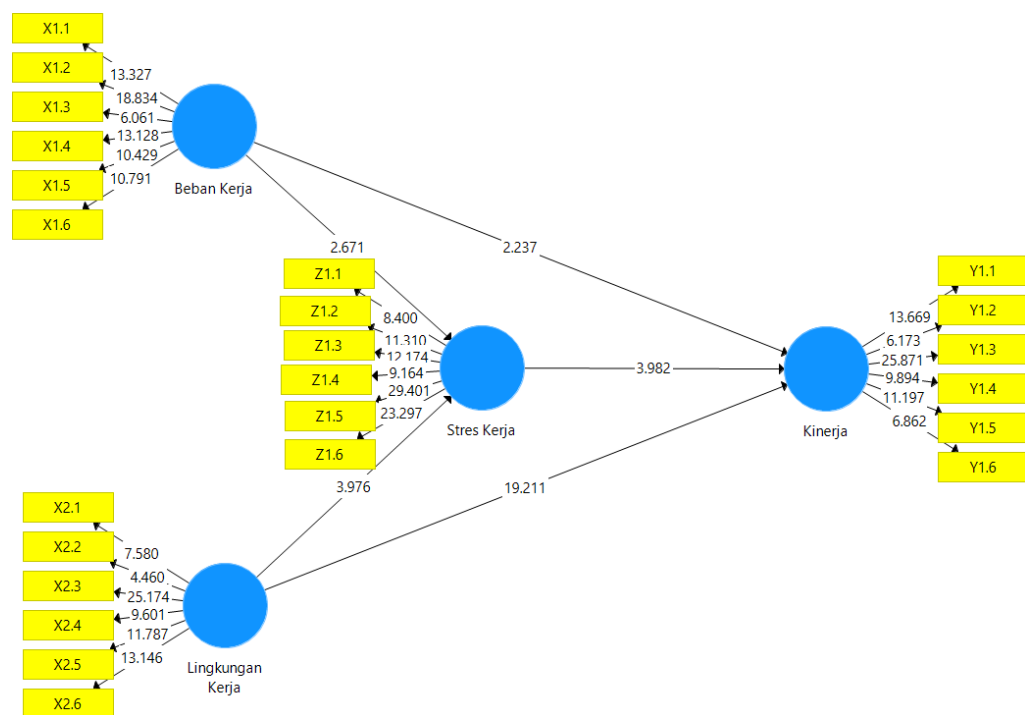 X1.1
X1.2
X1.3
X1.4
X1.5
X1.6
13.327
18.834
6.061
13.128
10.429
10.791
Beban Kerja
2.671
2.237
Z1.1
Z1.2
Z1.3
Z1.4
Z1.5
Z1.6
8.400
11.310
12.174
9.164
29.401
23.297
Stres Kerja
3.982
Y1.1
Y1.2
Y1.3
Y1.4
Y1.5
Y1.6
13.669
6.173
25.871
9.894
11.197
6.862
Kinerja
3.976
19.211
X2.1
X2.2
X2.3
X2.4
X2.5
X2.6
7.580
4.460
25.174
9.601
11.787
13.146
Lingkungan
Kerja